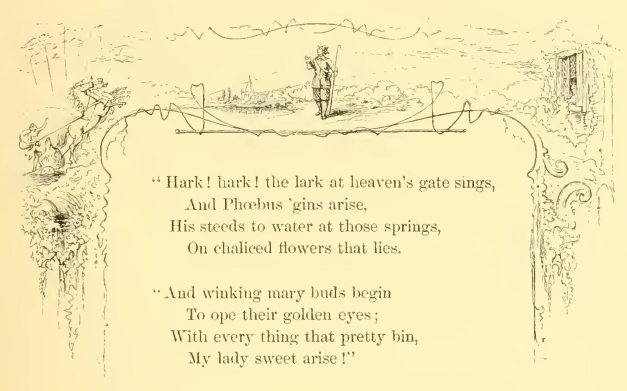 “Hark! hark! the lark at heaven's gate sings,
And Phœbus 'gins arise,
His steeds to water at those springs,
On chaliced flowers that lies.
“And winking mary buds begin
To ope their golden eyes;
With every thing that pretty bin,
My lady sweet arise!”